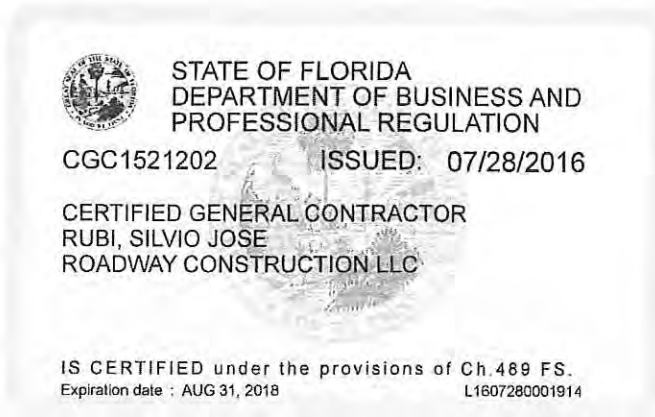 STATE OF FLORIDA
DEPARTMENT OF BUSINESS AND
PROFESSIONAL REGULATION
CGC1521202 ISSUED: 07/28/2016
CERTIFIED GENERAL CONTRACTOR
RUBI, SILVIO JOSE
ROADWAY CONSTRUCTION LLC
IS CERTIFIED under the provisions of Ch.489 FS.
Expiration date : AUG 31, 2018 L1607280001914